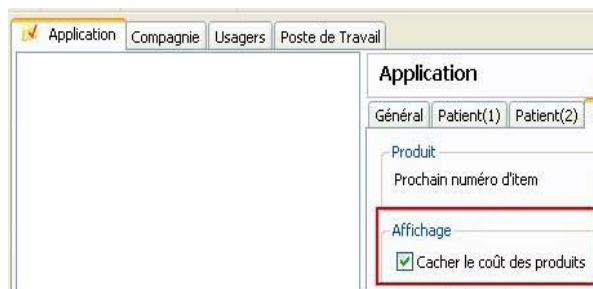 Application Compagnie Usagers Poste de Travail
Application
Général Patient(1) Patient(2)
Produit
Prochain numéro d'item
Affichage
Cacher le coût des produits